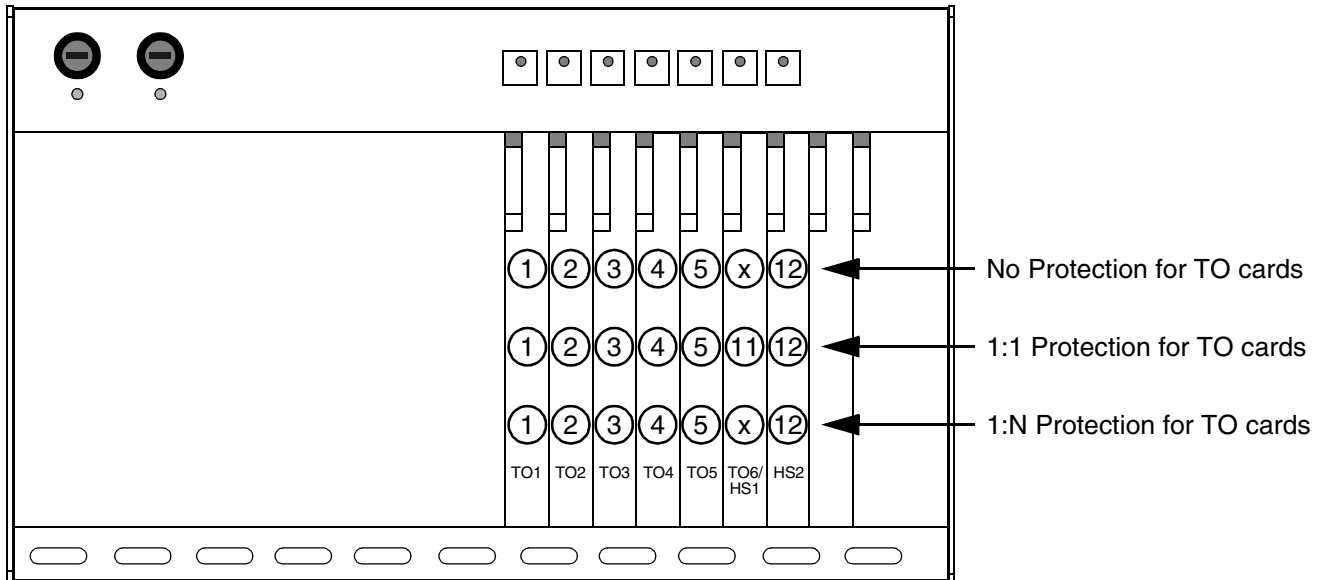 1 2 3 4 5 x 12 No Protection for TO cards
1 2 3 4 5 11 12 1:1 Protection for TO cards
1 2 3 4 5 x 12 1:N Protection for TO cards
TO1 TO2 TO3 TO4 TO5 TO6/ HS2
HS1